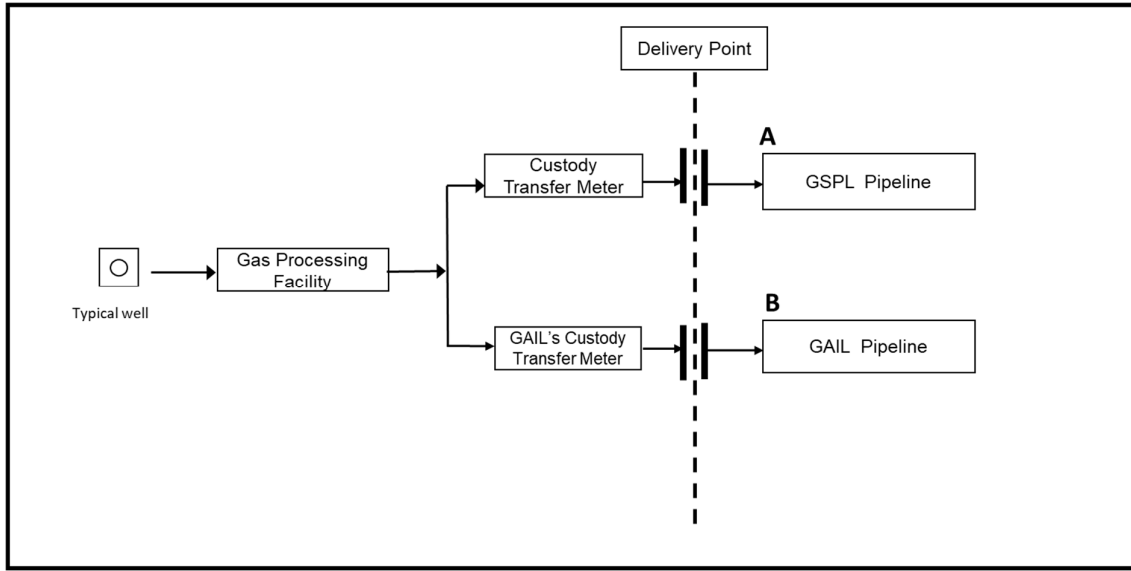 Delivery Point
A
Custody
Transfer Meter
GSPL Pipeline
Gas Processing
Facility
Typical well
B
GAIL's Custody
Transfer Meter
GAIL Pipeline